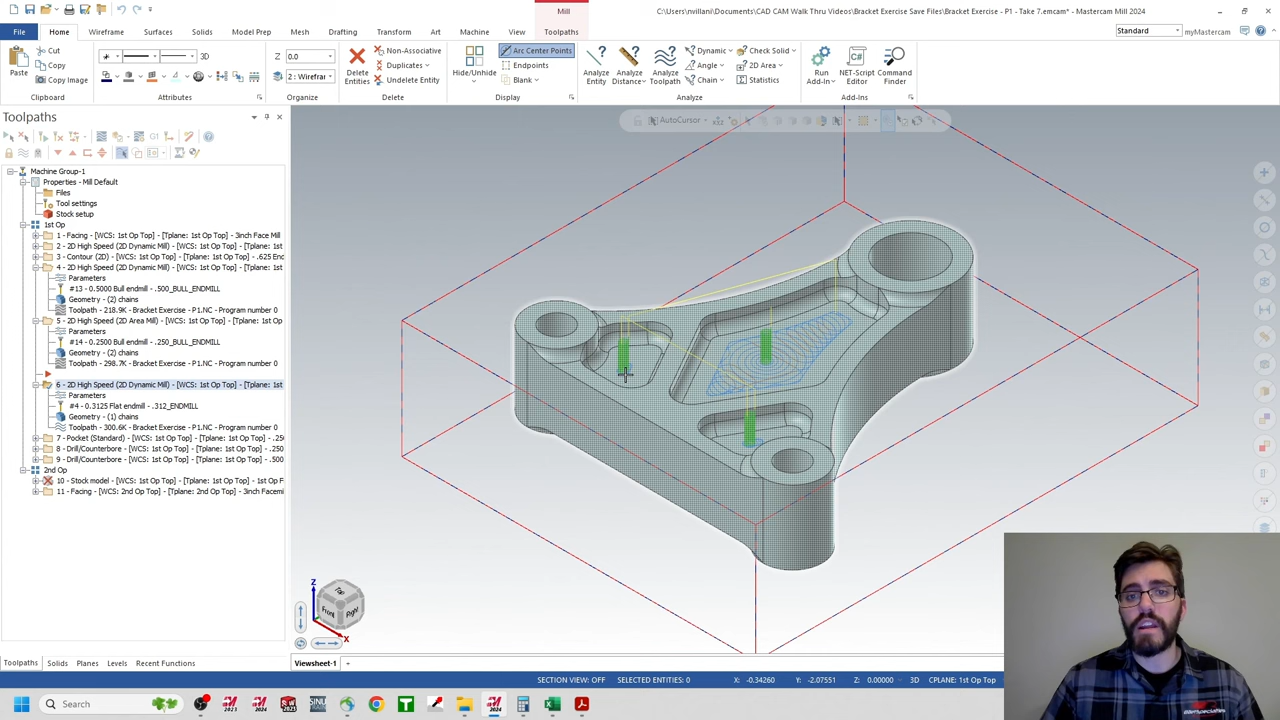 Mill
C:\Users\nvillani\Documents\CAD CAM Walk Thru Videos\Bracket Exercise Save Files\Bracket Exercise - P1 - Take 7.emcam* - Mastercam Mill 2024
File Home Wireframe Surfaces Solids Model Prep Mesh Drafting Transform Art Machine View Toolpaths
Standard myMastercam
Paste Cut Copy Copy Image
Clipboard
3D
Attributes
Z 0.0
2 : Wirefrar
Organize
Delete Entities Non-Associative Duplicates Undelete Entity
Delete
Hide/Unhide Arc Center Points Endpoints Blank
Display
Analyze Entity Analyze Distance Analyze Toolpath Dynamic Angle Chain Check Solid 2D Area Statistics
Analyze
Run Add-In NET-Script Editor Command Finder
Add-Ins
Toolpaths
AutoCursor
G1
Machine Group-1
Properties - Mill Default
Files
Tool settings
Stock setup
1st Op
1 - Facing - [WCS: 1st Op Top] - [Tplane: 1st Op Top] - 3inch Face Mill
2 - 2D High Speed (2D Dynamic Mill) - [WCS: 1st Op Top] - [Tplane: 1st
3 - Contour (2D) - [WCS: 1st Op Top] - [Tplane: 1st Op Top] - .625 En
4 - 2D High Speed (2D Dynamic Mill) - [WCS: 1st Op Top] - [Tplane: 1st
Parameters
#13 - 0.5000 Bull endmill - .500_BULL_ENDMILL
Geometry - (2) chains
Toolpath - 218.9K - Bracket Exercise - P1.NC - Program number 0
5 - 2D High Speed (2D Area Mill) - [WCS: 1st Op Top] - [Tplane: 1st Op
Parameters
#14 - 0.2500 Bull endmill - .250_BULL_ENDMILL
Geometry - (2) chains
Toolpath - 298.7K - Bracket Exercise - P1.NC - Program number 0
6 - 2D High Speed (2D Dynamic Mill) - [WCS: 1st Op Top] - [Tplane: 1st
Parameters
#4 - 0.3125 Flat endmill - .312_ENDMILL
Geometry - (1) chains
Toolpath - 300.6K - Bracket Exercise - P1.NC - Program number 0
7 - Pocket (Standard) - [WCS: 1st Op Top] - [Tplane: 1st Op Top] - .25
8 - Drill/Counterbore - [WCS: 1st Op Top] - [Tplane: 1st Op Top] - .250
9 - Drill/Counterbore - [WCS: 1st Op Top] - [Tplane: 1st Op Top] - .500
2nd Op
10 - Stock model - [WCS: 1st Op Top] - [Tplane: 1st Op Top] - 1st Op F
11 - Facing - [WCS: 2nd Op Top] - [Tplane: 2nd Op Top] - 3inch Facemi
Z Top Front Right X
Toolpaths Solids Planes Levels Recent Functions
Viewsheet-1 +
SECTION VIEW: OFF SELECTED ENTITIES: 0 X: -0.34260 Y: -2.07551 Z: 0.00000 3D CPLANE: 1st Op Top
Search